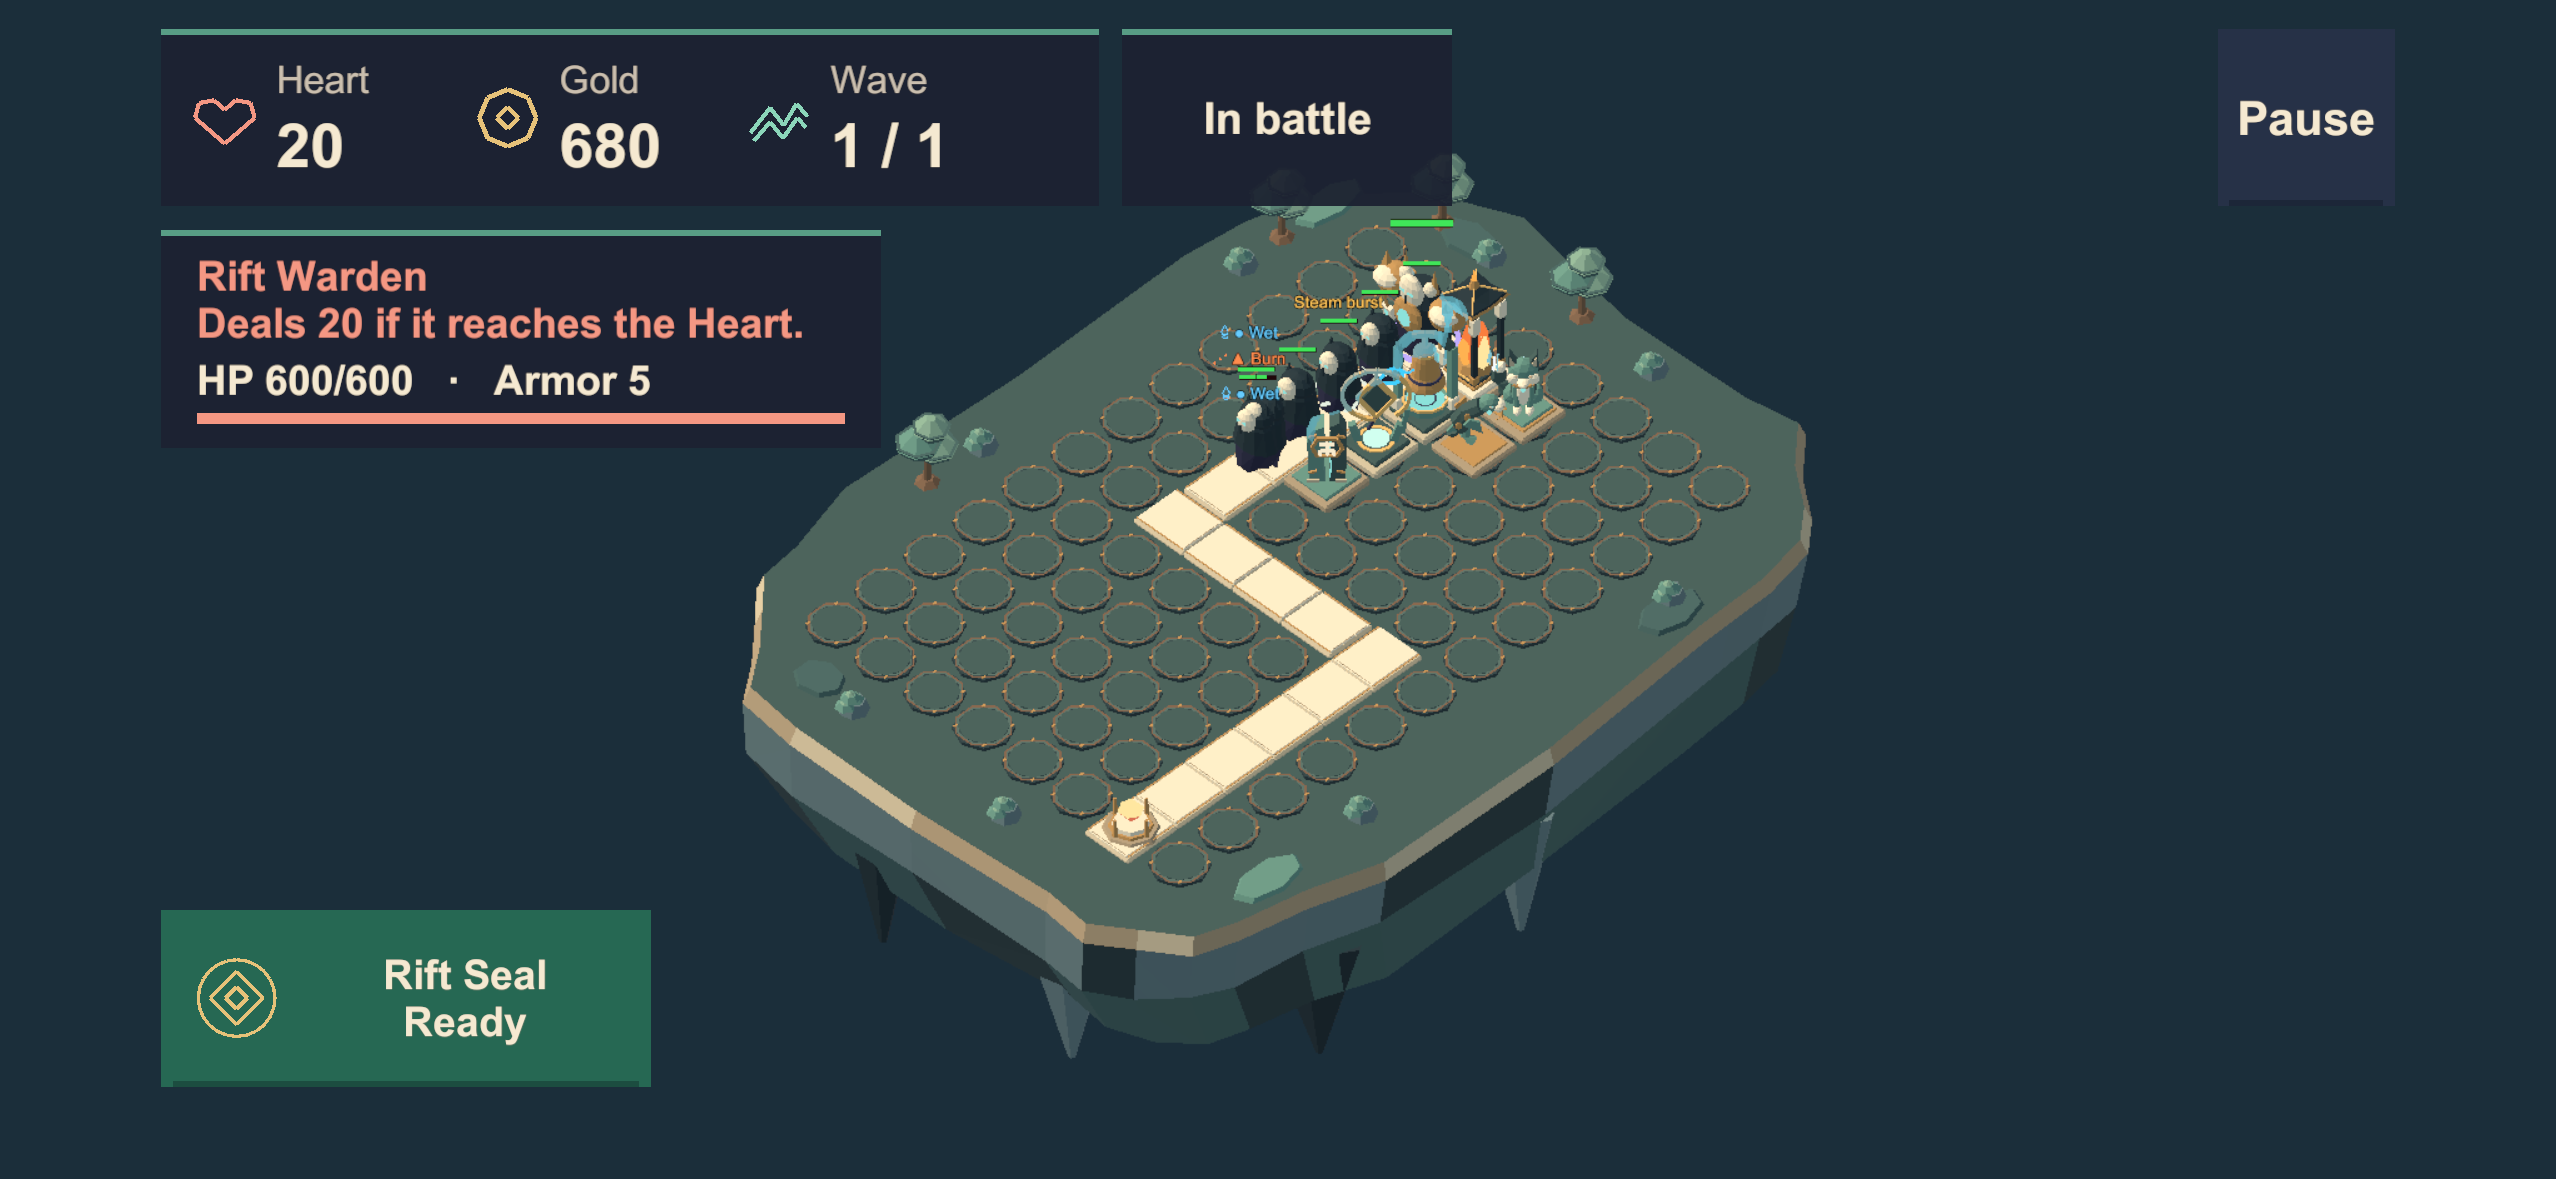 Heart
20
Gold
680
Wave
1 / 1
In battle
Pause
Rift Warden
Deals 20 if it reaches the Heart.
HP 600/600 · Armor 5
Steam burst
Wet
Burn
Wet
Rift Seal
Ready